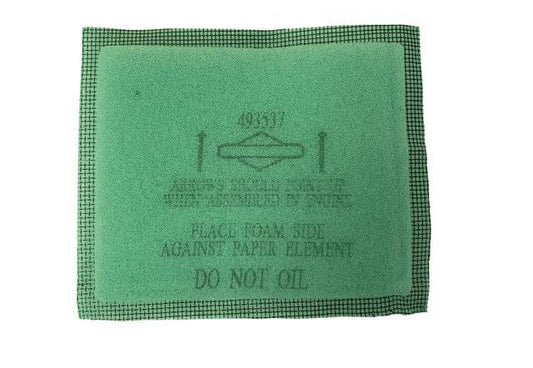 493537
ARROWS SHOULD POINT UP
WHEN ASSEMBLED IN ENGINE
PLACE FOAM SIDE
AGAINST PAPER ELEMENT
DO NOT OIL